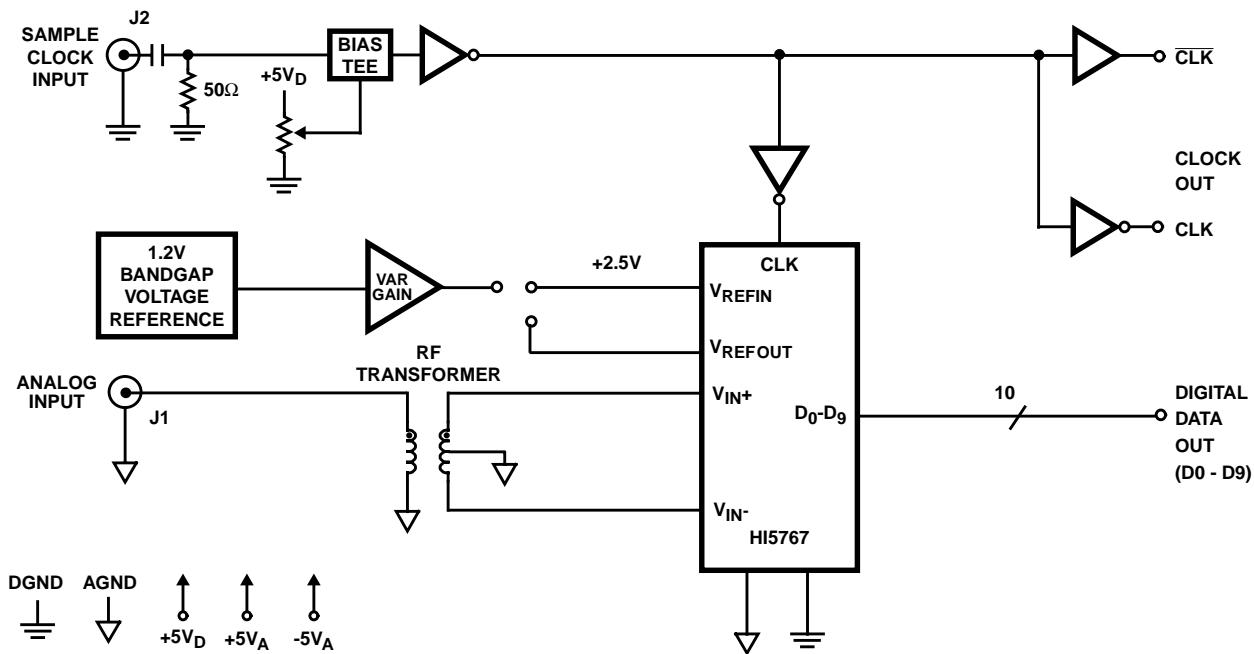 J2
SAMPLE
CLOCK
INPUT
50Ω
+5VD
BIAS
TEE
CLK
CLOCK
OUT
CLK
1.2V
BANDGAP
VOLTAGE
REFERENCE
VAR
GAIN
+2.5V
CLK
VREFIN
VREFOUT
RF
TRANSFORMER
ANALOG
INPUT
J1
VIN+
VIN-
D0-D9
HI5767
10
DIGITAL
DATA
OUT
(D0 - D9)
DGND
AGND
+5VD
+5VA
-5VA